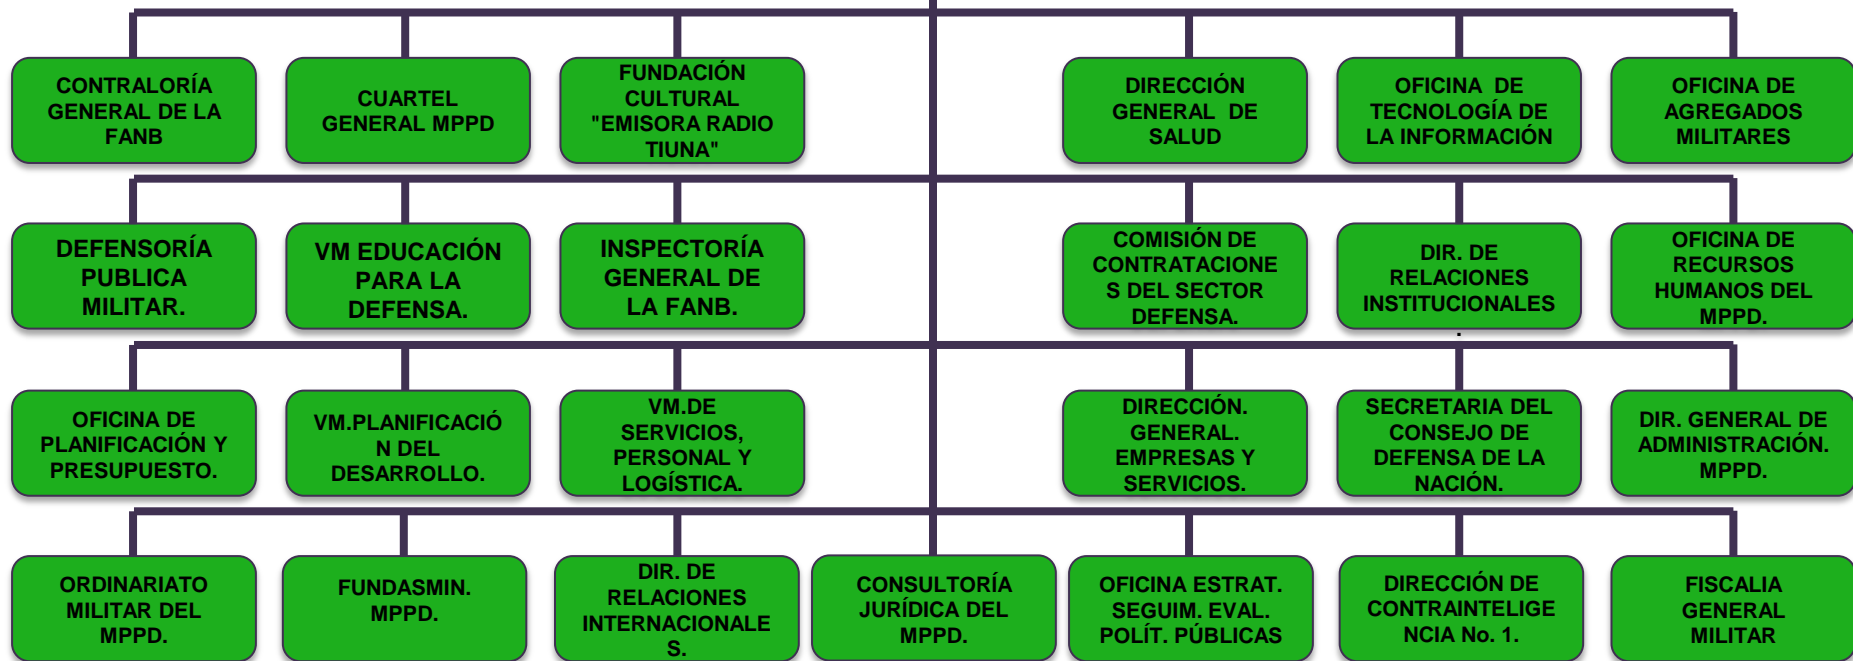 CONTRALORÍA
GENERAL DE LA
FANB
CUARTEL
GENERAL MPPD
FUNDACIÓN
CULTURAL
"EMISORA RADIO
TIUNA"
DIRECCIÓN
GENERAL DE
SALUD
OFICINA DE
TECNOLOGÍA DE
LA INFORMACIÓN
OFICINA DE
AGREGADOS
MILITARES
DEFENSORÍA
PUBLICA
MILITAR.
VM EDUCACIÓN
PARA LA
DEFENSA.
INSPECTORÍA
GENERAL DE
LA FANB.
COMISIÓN DE
CONTRATACIONE
S DEL SECTOR
DEFENSA.
DIR. DE
RELACIONES
INSTITUCIONALES
.
OFICINA DE
RECURSOS
HUMANOS DEL
MPPD.
OFICINA DE
PLANIFICACIÓN Y
PRESUPUESTO.
VM.PLANIFICACIÓ
N DEL
DESARROLLO.
VM.DE
SERVICIOS,
PERSONAL Y
LOGÍSTICA.
DIRECCIÓN.
GENERAL.
EMPRESAS Y
SERVICIOS.
SECRETARIA DEL
CONSEJO DE
DEFENSA DE LA
NACIÓN.
DIR. GENERAL DE
ADMINISTRACIÓN.
MPPD.
ORDINARIATO
MILITAR DEL
MPPD.
FUNDASMIN.
MPPD.
DIR. DE
RELACIONES
INTERNACIONALE
S.
CONSULTORÍA
JURÍDICA DEL
MPPD.
OFICINA ESTRAT.
SEGUIM. EVAL.
POLÍT. PÚBLICAS
DIRECCIÓN DE
CONTRAINTELIGE
NCIA No. 1.
FISCALIA
GENERAL
MILITAR